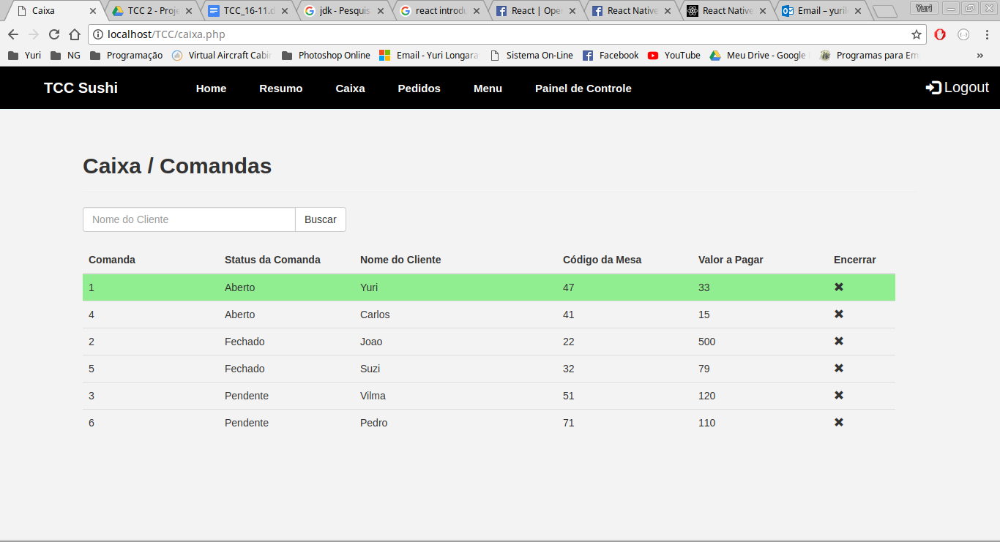 Caixa TCC 2 - Proje TCC_16-11.d jdk - Pesquis react introdu React | Oper React Native React Native Email – yuril Yuri
localhost/TCC/caixa.php
Yuri NG Programação Virtual Aircraft Cabin Photoshop Online Email - Yuri Longara Sistema On-Line Facebook YouTube Meu Drive - Google Programas para Em »
TCC Sushi Home Resumo Caixa Pedidos Menu Painel de Controle Logout
Caixa / Comandas
Nome do Cliente Buscar
Comanda Status da Comanda Nome do Cliente Código da Mesa Valor a Pagar Encerrar
1 Aberto Yuri 47 33
4 Aberto Carlos 41 15
2 Fechado Joao 22 500
5 Fechado Suzi 32 79
3 Pendente Vilma 51 120
6 Pendente Pedro 71 110